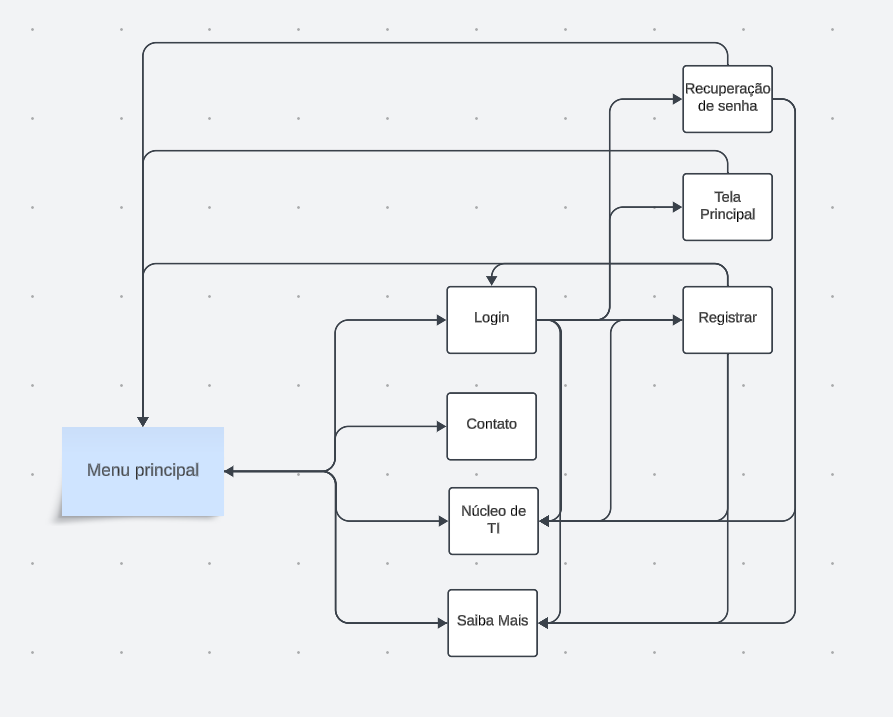 Recuperação
de senha
Tela
Principal
Login
Registrar
Contato
Menu principal
Núcleo de
TI
Saiba Mais